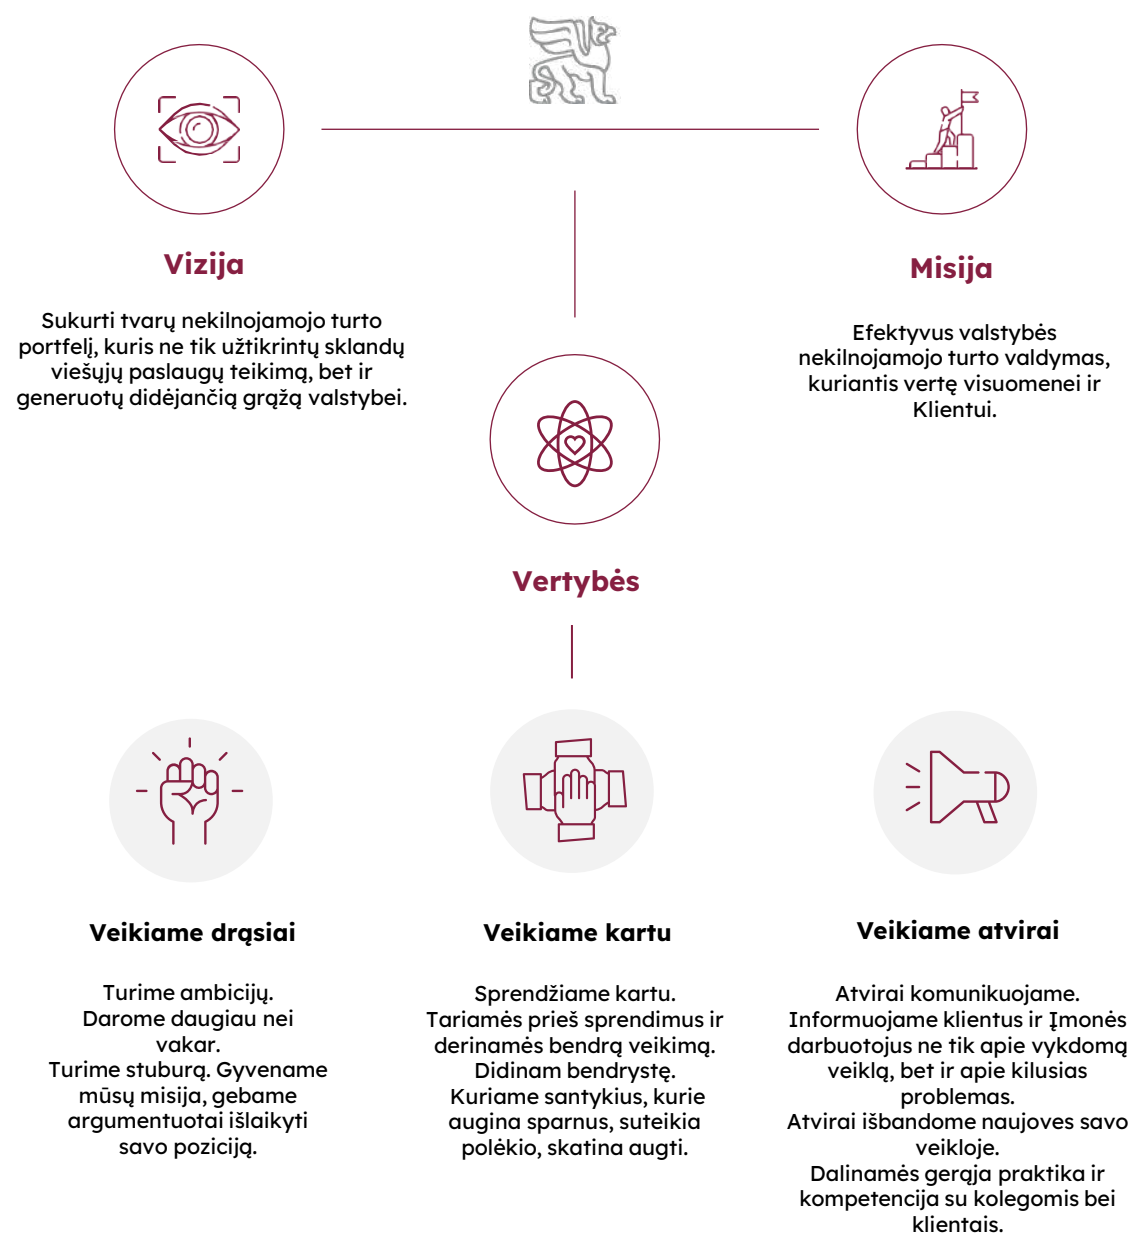 Vizija
Sukurti tvarų nekilnojamojo turto
portfelį, kuris ne tik užtikrintų sklandų
viešųjų paslaugų teikimą, bet ir
generuotų didėjančią grąžą valstybei.
Misija
Efektyvus valstybės
nekilnojamojo turto valdymas,
kuriantis vertę visuomenei ir
Klientui.
Vertybės
Veikiame drąsiai
Turime ambicijų.
Darome daugiau nei
vakar.
Turime stuburą. Gyvename
mūsų misija, gebame
argumentuotai išlaikyti
savo poziciją.
Veikiame kartu
Sprendžiame kartu.
Tariamės prieš sprendimus ir
derinamės bendrą veikimą.
Didinam bendrystę.
Kuriame santykius, kurie
augina sparnus, suteikia
polėkio, skatina augti.
Veikiame atvirai
Atvirai komunikuojame.
Informuojame klientus ir Įmonės
darbuotojus ne tik apie vykdomą
veiklą, bet ir apie kilusias
problemas.
Atvirai išbandome naujoves savo
veikloje.
Dalinamės gerąja praktika ir
kompetencija su kolegomis bei
klientais.